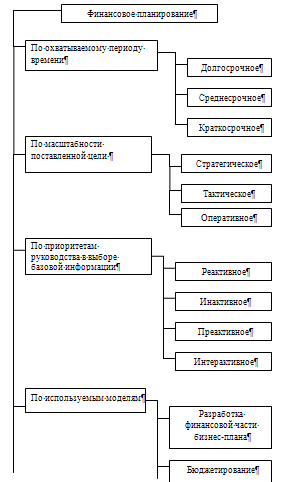 Финансовое планирование¶
По·охватываемому·периоду·
времени¶
Долгосрочное¶
Среднесрочное¶
Краткосрочное¶
По·масштабности·
поставленной·цели·¶
Стратегическое¶
Тактическое¶
Оперативное¶
По·приоритетам·
руководства·в·выборе·
базовой·информации¶
Реактивное¶
Инактивное¶
Преактивное¶
Интерактивное¶
По·используемым·моделям¶
Разработка·
финансовой·части·
бизнес-плана¶
Бюджетирование¶